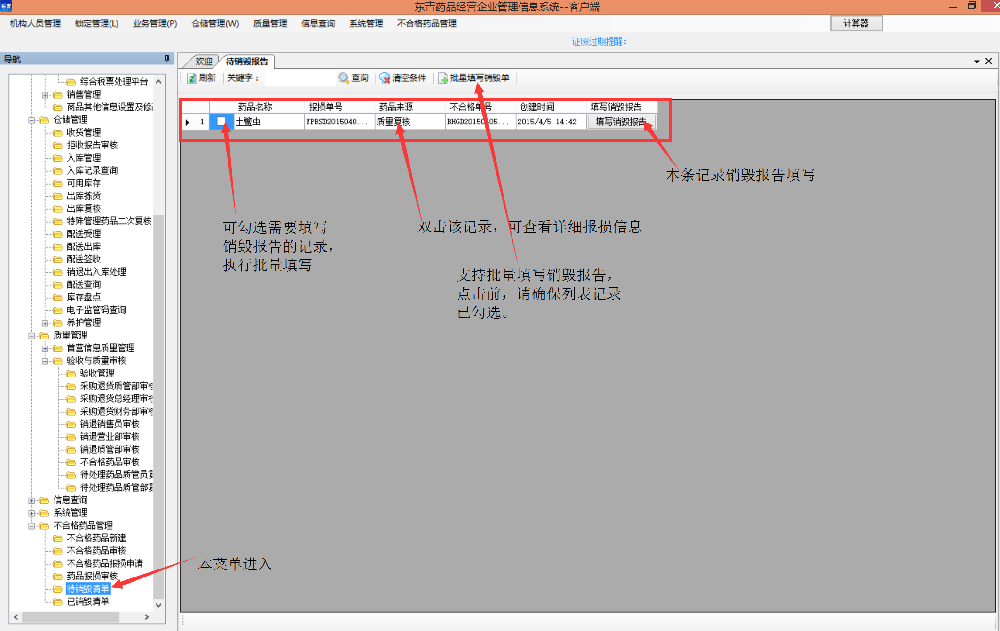 东青
东青药品经营企业管理信息系统--客户端
机构人员管理 锁定管理(L) 业务管理(P) 仓储管理(W) 质量管理 信息查询 系统管理 不合格药品管理
计算器
证照过期提醒：
导航
综合税票处理平台
销售管理
商品其他信息设置及修
仓储管理
收货管理
拒收报告审核
入库管理
入库记录查询
可用库存
出库拣货
出库复核
特殊管理药品二次复核
配送受理
配送出库
配送签收
销退出入库处理
配送查询
库存盘点
电子监管码查询
养护管理
质量管理
首营信息质量管理
验收与质量审核
验收管理
采购退货质管部审核
采购退货总经理审核
采购退货财务部审核
销退销售员审核
销退营业部审核
销退质管部审核
不合格药品审核
待处理药品质管员复
待处理药品质管部复
信息查询
系统管理
不合格药品管理
不合格药品新建
不合格药品审核
不合格药品报损申请
药品报损审核
待销毁清单
已销毁清单
欢迎 待销毁报告
刷新 关键字： 查询 清空条件 批量填写销毁单
药品名称 报损单号 药品来源 不合格单号 创建时间 填写销毁报告
1 土鳖虫 YPBSD2015040... 质量复核 BHGD20150405... 2015/4/5 14:42 填写销毁报告
本条记录销毁报告填写
可勾选需要填写
销毁报告的记录，
执行批量填写
双击该记录，可查看详细报损信息
支持批量填写销毁报告，
点击前，请确保列表记录
已勾选。
本菜单进入